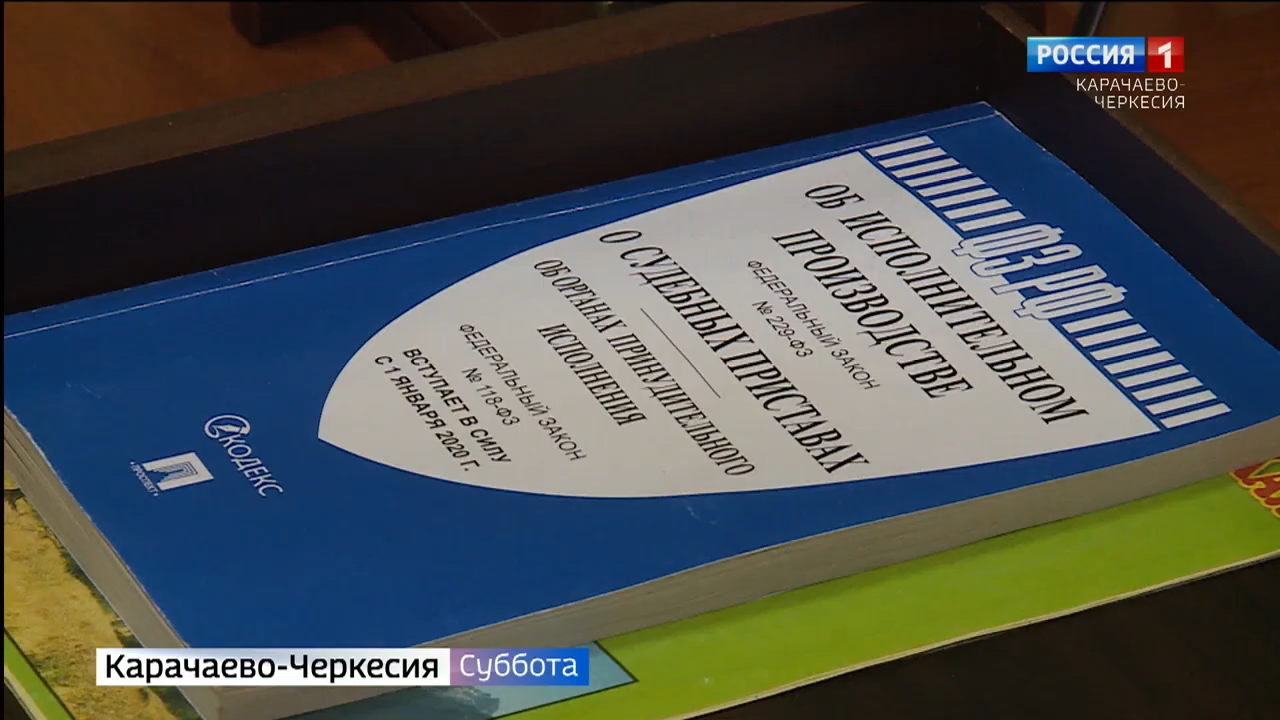 РОССИЯ 1
КАРАЧАЕВО-
ЧЕРКЕСИЯ
ФЗ РФ
ОБ ИСПОЛНИТЕЛЬНОМ
ПРОИЗВОДСТВЕ
ФЕДЕРАЛЬНЫЙ ЗАКОН
№ 229-ФЗ
О СУДЕБНЫХ ПРИСТАВАХ
ОБ ОРГАНАХ ПРИНУДИТЕЛЬНОГО
ИСПОЛНЕНИЯ
ФЕДЕРАЛЬНЫЙ ЗАКОН
№ 118-ФЗ
ВСТУПАЕТ В СИЛУ
С 1 ЯНВАРЯ 2020 Г.
КОДЕКС
•ПРОСПЕКТ•
Карачаево-Черкесия Суббота